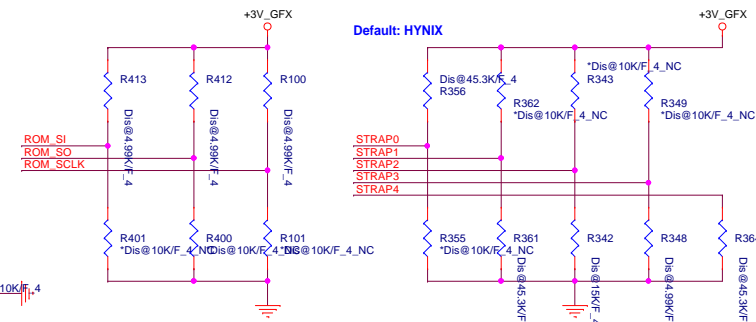 +3V_GFX
+3V_GFX
Default: HYNIX
R413
R412
R100
Dis@4.99K/F_4
Dis@4.99K/F_4
Dis@4.99K/F_4
Dis@45.3K/F_4
R356
R362
*Dis@10K/F_4_NC
*Dis@10K/F_4_NC
R343
R349
*Dis@10K/F_4_NC
ROM_SI
ROM_SO
ROM_SCLK
STRAP0
STRAP1
STRAP2
STRAP3
STRAP4
R401
*Dis@10K/F_4_NC
R400
*Dis@10K/F_4_NC
R101
*Dis@10K/F_4_NC
R355
*Dis@10K/F_4_NC
R361
Dis@45.3K/F
R342
Dis@15K/F_4
R348
Dis@4.99K/F
R364
Dis@45.3K/F
10K/F_4